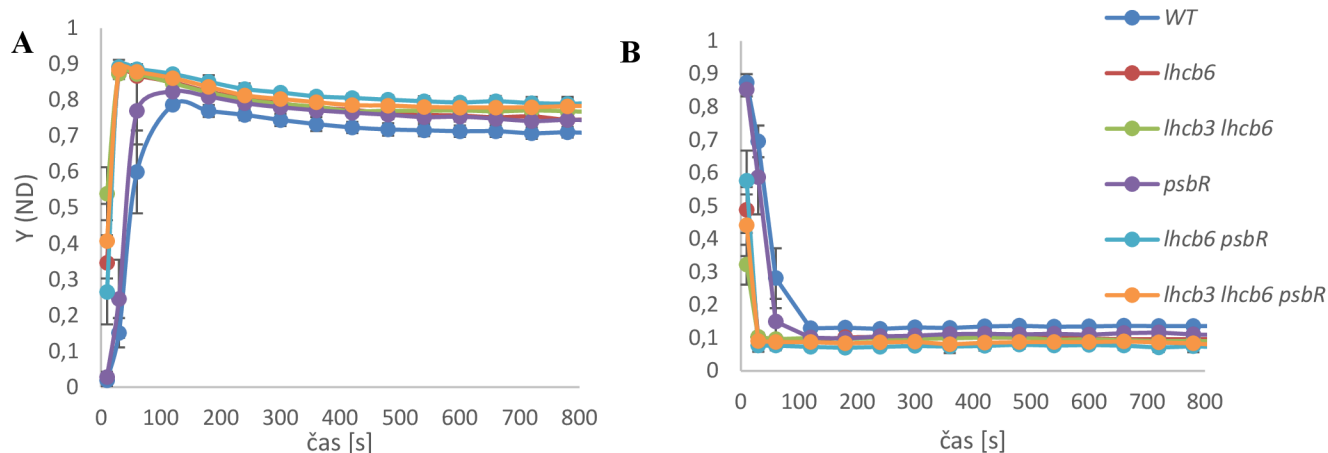 A
Y (ND)
1
0,9
0,8
0,7
0,6
0,5
0,4
0,3
0,2
0,1
0
0 100 200 300 400 500 600 700 800
čas [s]
B
1
0,9
0,8
0,7
0,6
0,5
0,4
0,3
0,2
0,1
0
0 100 200 300 400 500 600 700 800
čas [s]
WT
lhcb6
lhcb3 lhcb6
psbR
lhcb6 psbR
lhcb3 lhcb6 psbR